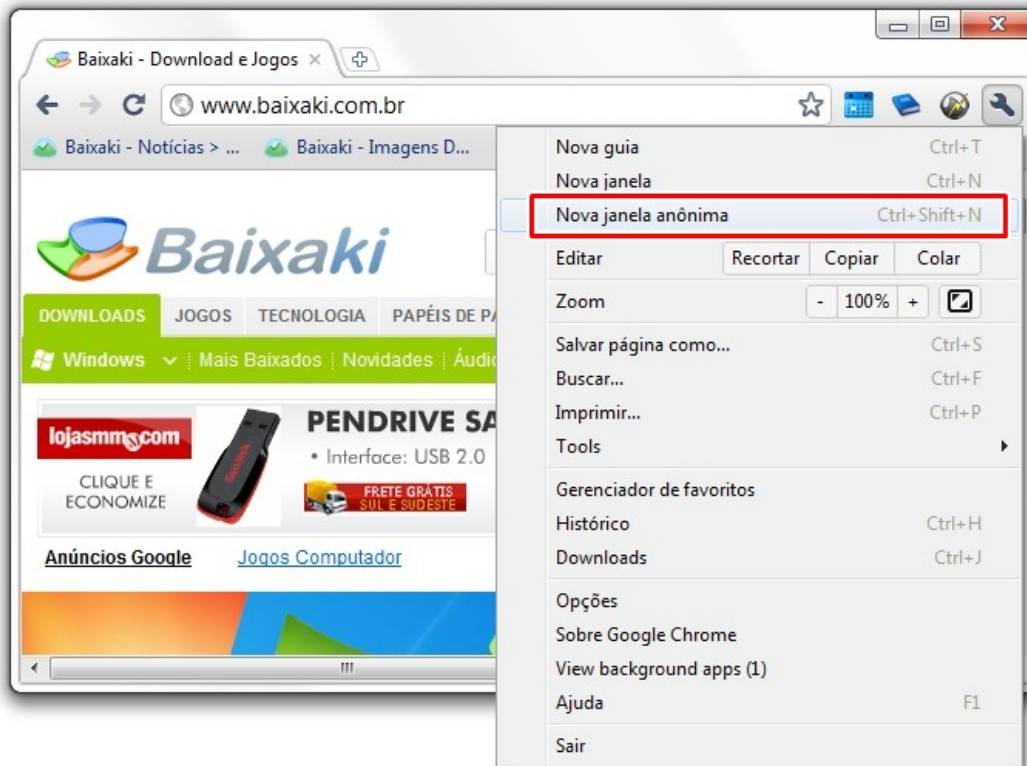 Baixaki - Download e Jogos
www.baixaki.com.br
Baixaki - Notícias > ...
Baixaki - Imagens D...
Baixaki
DOWNLOADS JOGOS TECNOLOGIA PAPÉIS DE PA
Windows Mais Baixados Novidades Áudio
lojasmm.com
CLIQUE E
ECONOMIZE
SanDisk
PENDRIVE SA
• Interface: USB 2.0
FRETE GRÁTIS
SUL E SUDESTE
Anúncios Google Jogos Computador
Nova guia Ctrl+T
Nova janela Ctrl+N
Nova janela anônima Ctrl+Shift+N
Editar Recortar Copiar Colar
Zoom - 100% +
Salvar página como... Ctrl+S
Buscar... Ctrl+F
Imprimir... Ctrl+P
Tools
Gerenciador de favoritos
Histórico Ctrl+H
Downloads Ctrl+J
Opções
Sobre Google Chrome
View background apps (1)
Ajuda F1
Sair